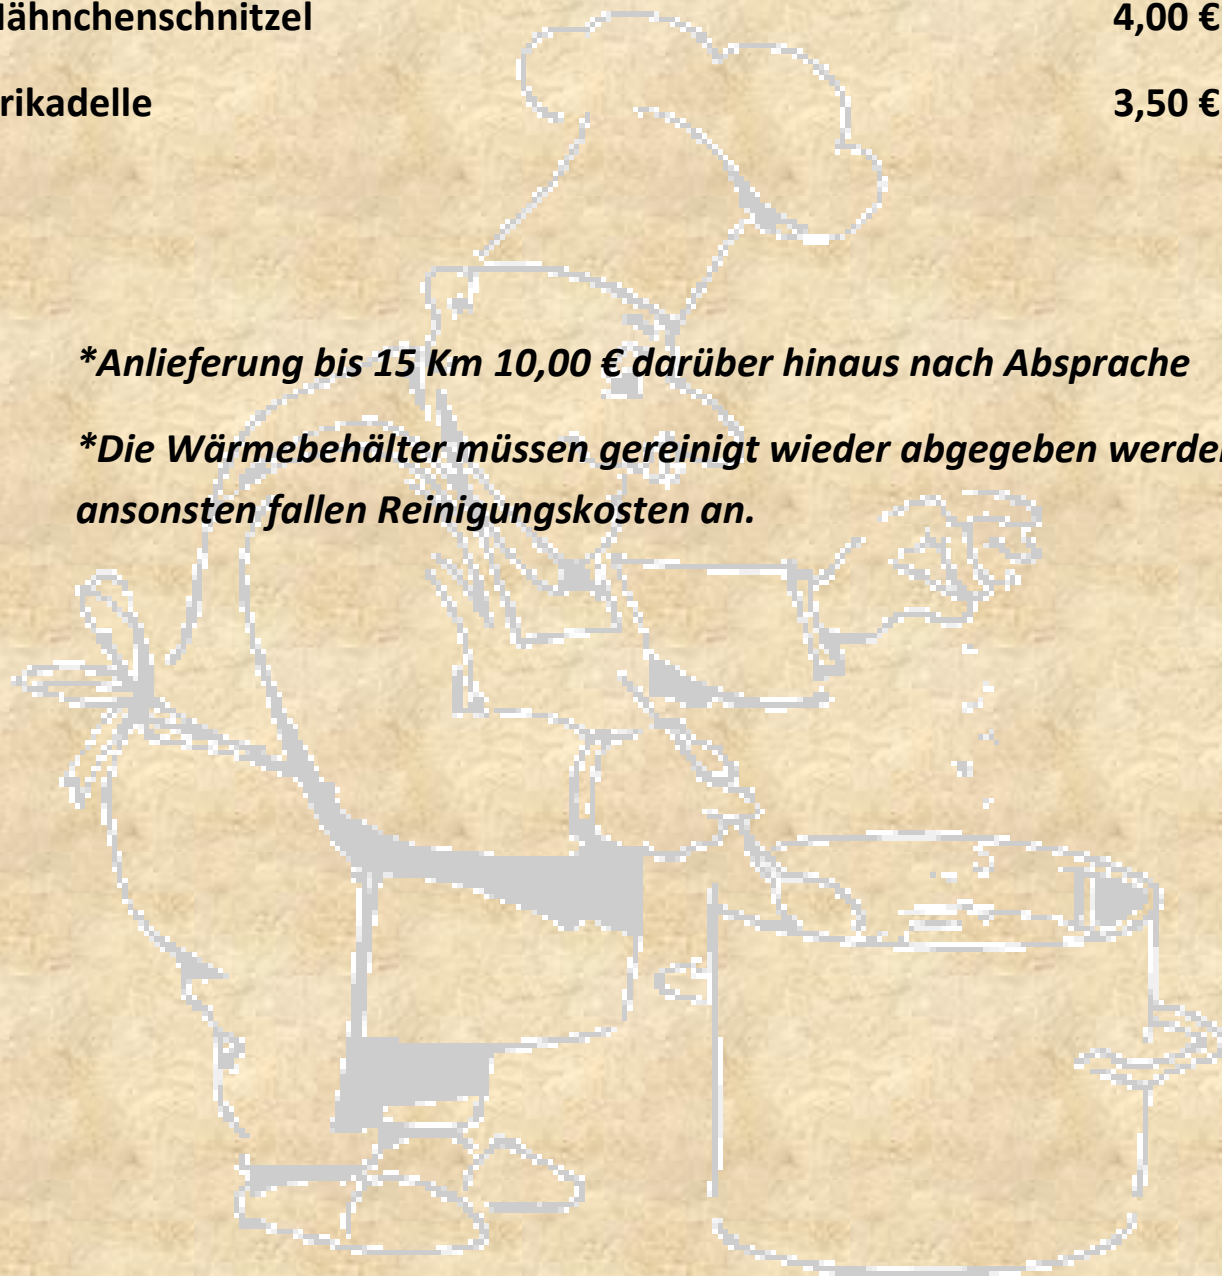 ähnchenschnitzel 4,00 €
rikadelle 3,50 €
*Anlieferung bis 15 Km 10,00 € darüber hinaus nach Absprache
*Die Wärmebehälter müssen gereinigt wieder abgegeben werde
ansonsten fallen Reinigungskosten an.